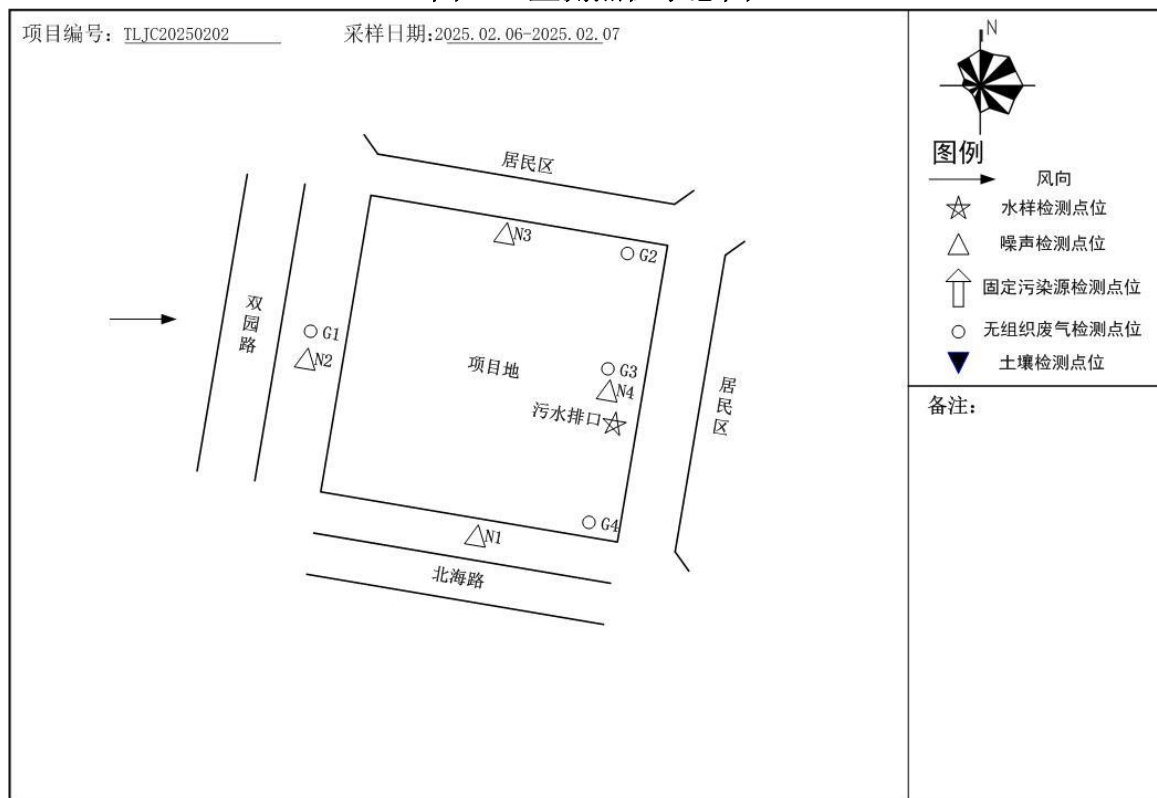 项目编号：TLJC20250202 采样日期:2025.02.06-2025.02.07
N
图例
风向
水样检测点位
噪声检测点位
固定污染源检测点位
无组织废气检测点位
土壤检测点位
备注：
居民区
N3
G2
双园路
G1
N2
项目地
G3
N4
污水排口
居民区
G4
N1
北海路